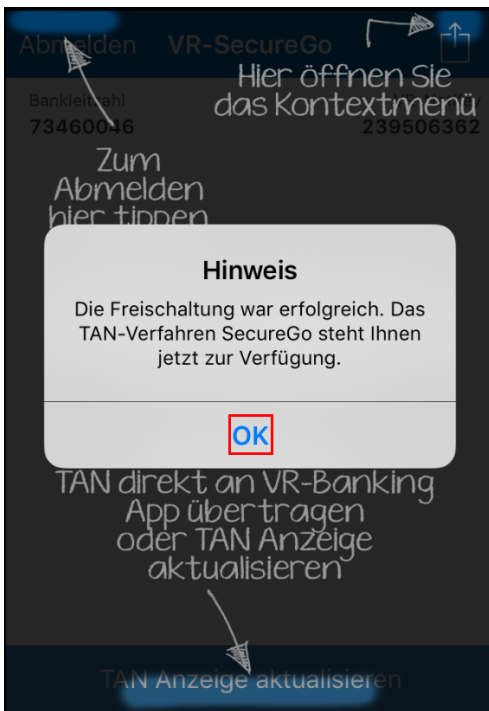 Abmelden VR-SecureGo
Hier öffnen Sie
das Kontextmenü
Bankleitzahl
73460046 239506362
Zum
Abmelden
hier tippen
Hinweis
Die Freischaltung war erfolgreich. Das
TAN-Verfahren SecureGo steht Ihnen
jetzt zur Verfügung.
OK
TAN direkt an VR-Banking
App übertragen
oder TAN Anzeige
aktualisieren
TAN Anzeige aktualisieren